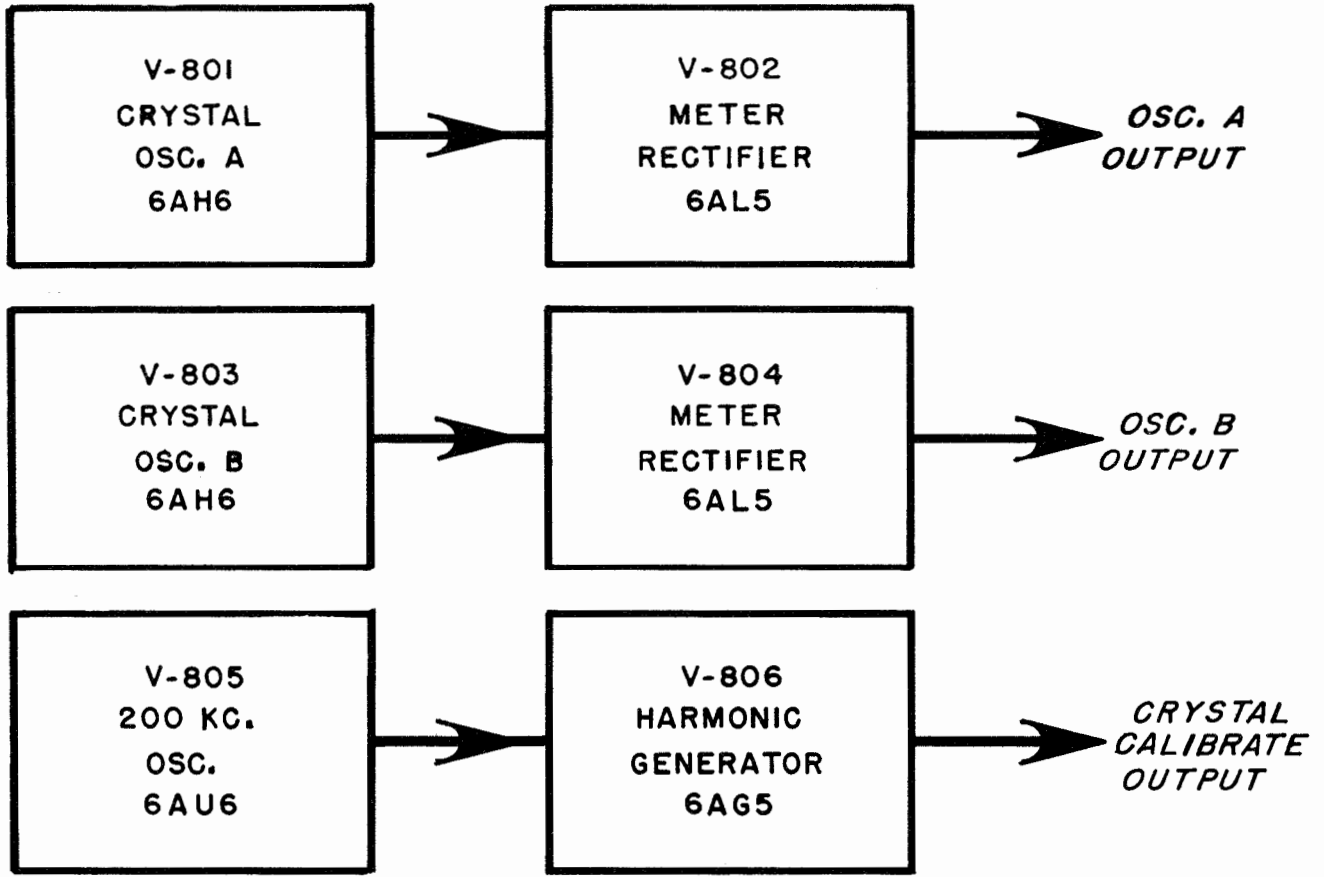 V-801
CRYSTAL
OSC. A
6AH6
V-802
METER
RECTIFIER
6AL5
OSC. A
OUTPUT
V-803
CRYSTAL
OSC. B
6AH6
V-804
METER
RECTIFIER
6AL5
OSC. B
OUTPUT
V-805
200 KC.
OSC.
6AU6
V-806
HARMONIC
GENERATOR
6AG5
CRYSTAL
CALIBRATE
OUTPUT